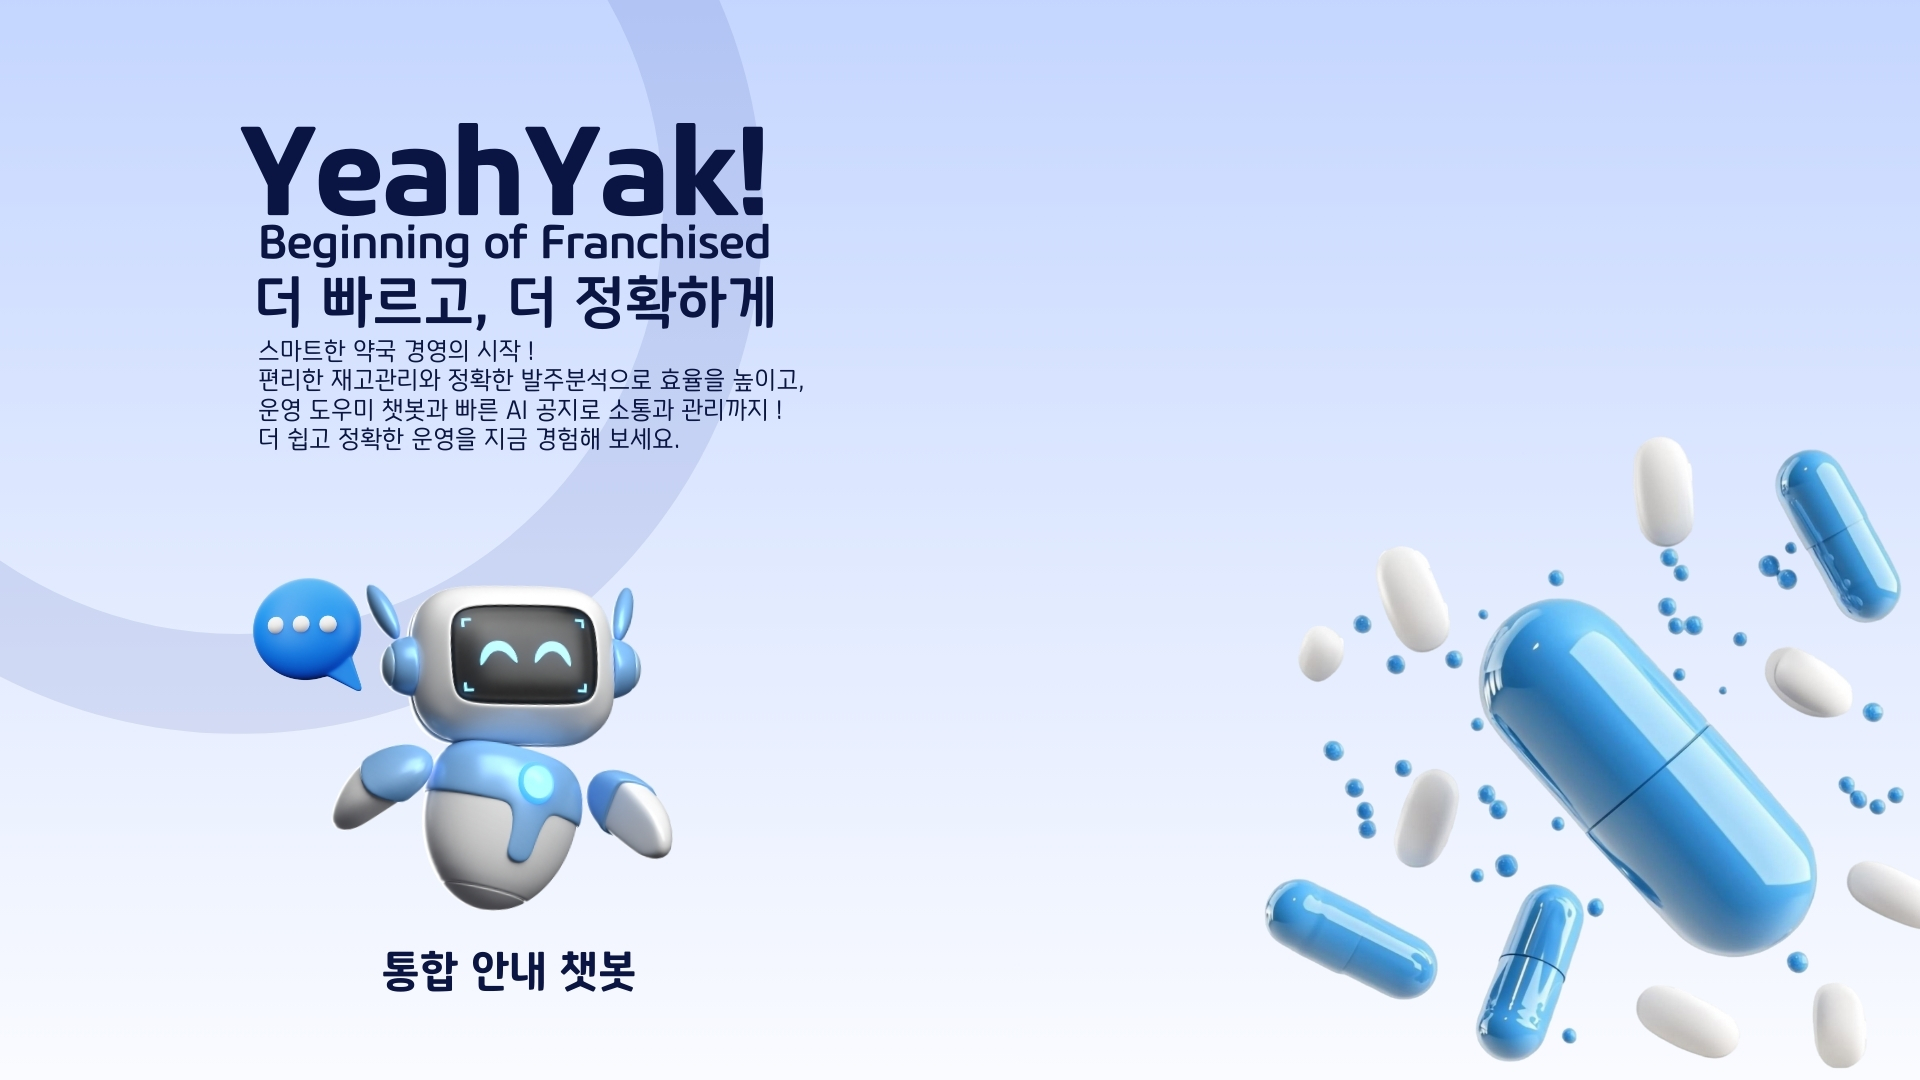 YeahYak!
Beginning of Franchised
더 빠르고, 더 정확하게
스마트한 약국 경영의 시작 !
편리한 재고관리와 정확한 발주분석으로 효율을 높이고,
운영 도우미 챗봇과 빠른 AI 공지로 소통과 관리까지 !
더 쉽고 정확한 운영을 지금 경험해 보세요.
통합 안내 챗봇